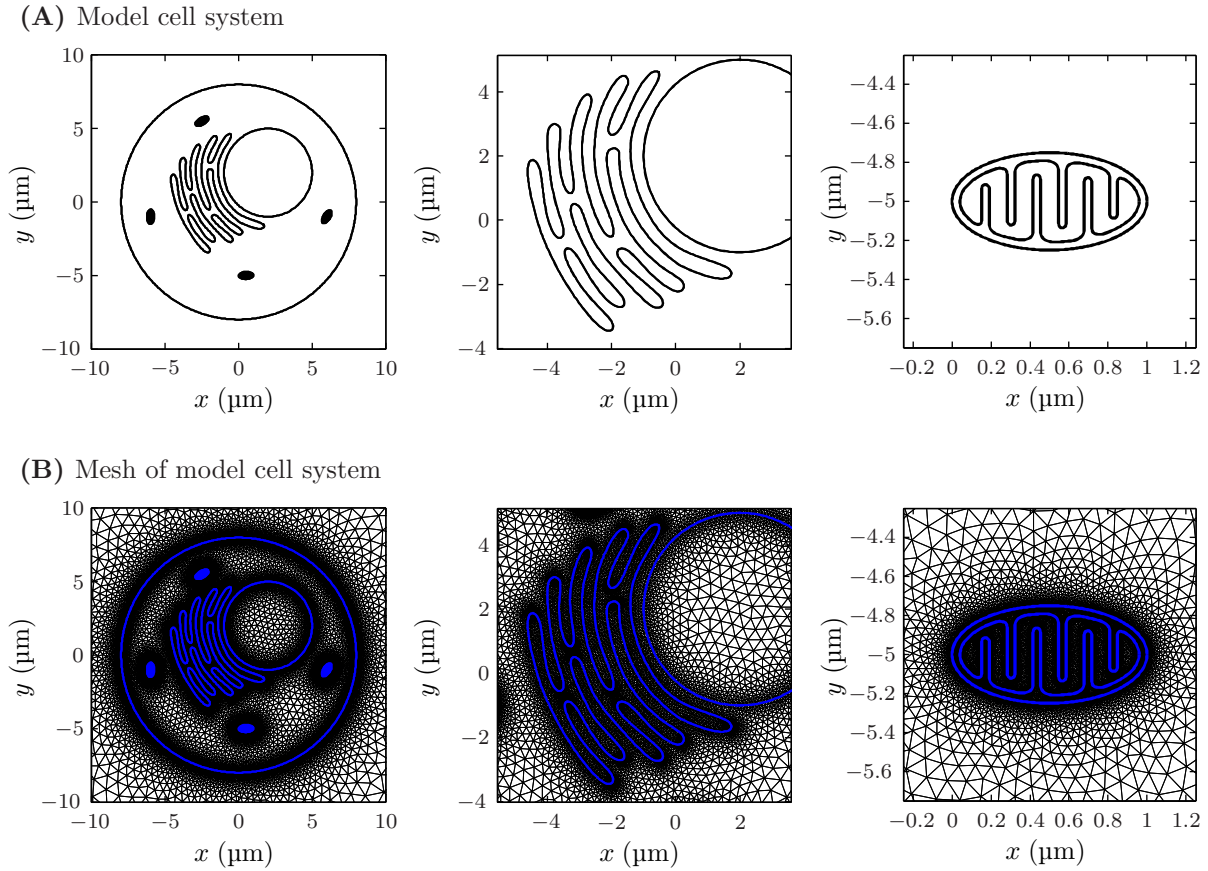 (A) Model cell system
10
5
0
−5
−10
y (µm)
−10 −5 0 5 10
x (µm)
4
2
0
−2
−4
y (µm)
−4 −2 0 2
x (µm)
−4.4
−4.6
−4.8
−5
−5.2
−5.4
−5.6
y (µm)
−0.2 0 0.2 0.4 0.6 0.8 1 1.2
x (µm)
(B) Mesh of model cell system
10
5
0
−5
−10
y (µm)
−10 −5 0 5 10
x (µm)
4
2
0
−2
−4
y (µm)
−4 −2 0 2
x (µm)
−4.4
−4.6
−4.8
−5
−5.2
−5.4
−5.6
y (µm)
−0.2 0 0.2 0.4 0.6 0.8 1 1.2
x (µm)